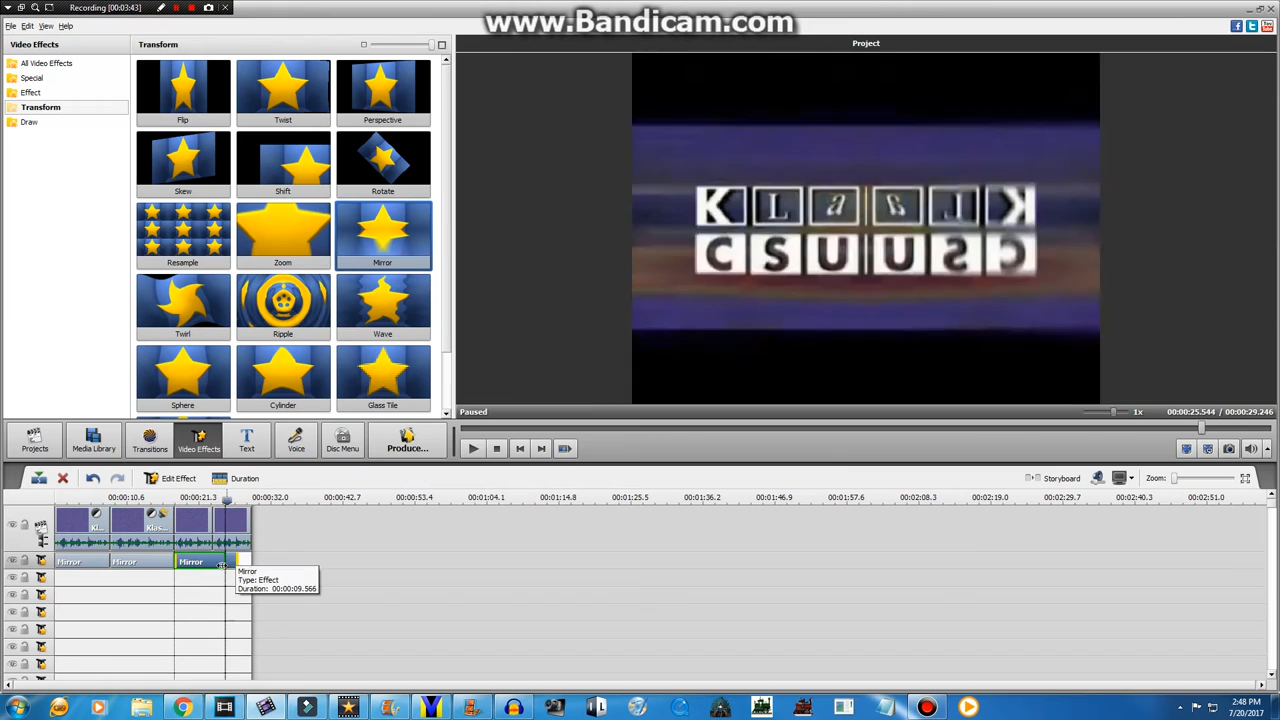 Recording [00:03:43]
www.Bandicam.com
File Edit View Help
Video Effects
Transform
Project
All Video Effects
Special
Effect
Transform
Draw
Flip
Twist
Perspective
Skew
Shift
Rotate
Resample
Zoom
Mirror
Twirl
Ripple
Wave
Sphere
Cylinder
Glass Tile
KLa
CSU
Paused
1x
00:00:25.544 / 00:00:29.246
Projects
Media Library
Transitions
Video Effects
Text
Voice
Disc Menu
Produce...
Edit Effect
Duration
Storyboard
Zoom:
00:00:10.6 00:00:21.3 00:00:32.0 00:00:42.7 00:00:53.4 00:01:04.1 00:01:14.8 00:01:25.5 00:01:36.2 00:01:46.9 00:01:57.6 00:02:08.3 00:02:19.0 00:02:29.7 00:02:40.3 00:02:51.0
Kl...
Klas...
Mirror
Mirror
Mirror
Mirror
Type: Effect
Duration: 00:00:09.566
2:48 PM
7/20/2017